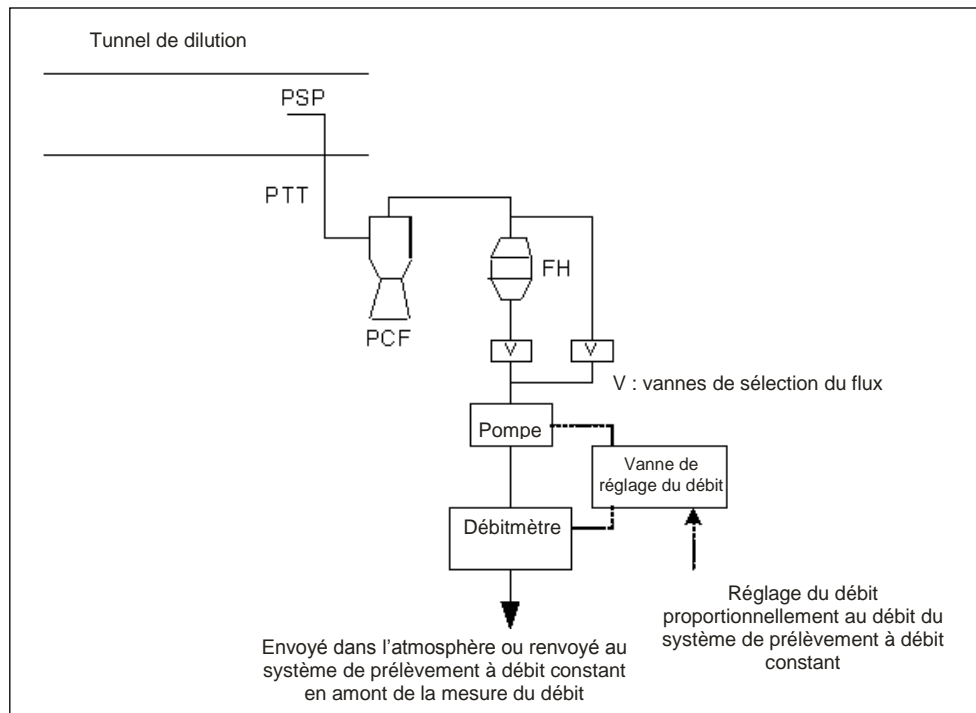 Tunnel de dilution
PSP
PTT
FH
PCF
V
V
V : vannes de sélection du flux
Pompe
Vanne de
réglage du débit
Débitmètre
Réglage du débit
proportionnellement au débit du
système de prélèvement à débit
constant
Envoyé dans l'atmosphère ou renvoyé au
système de prélèvement à débit constant
en amont de la mesure du débit